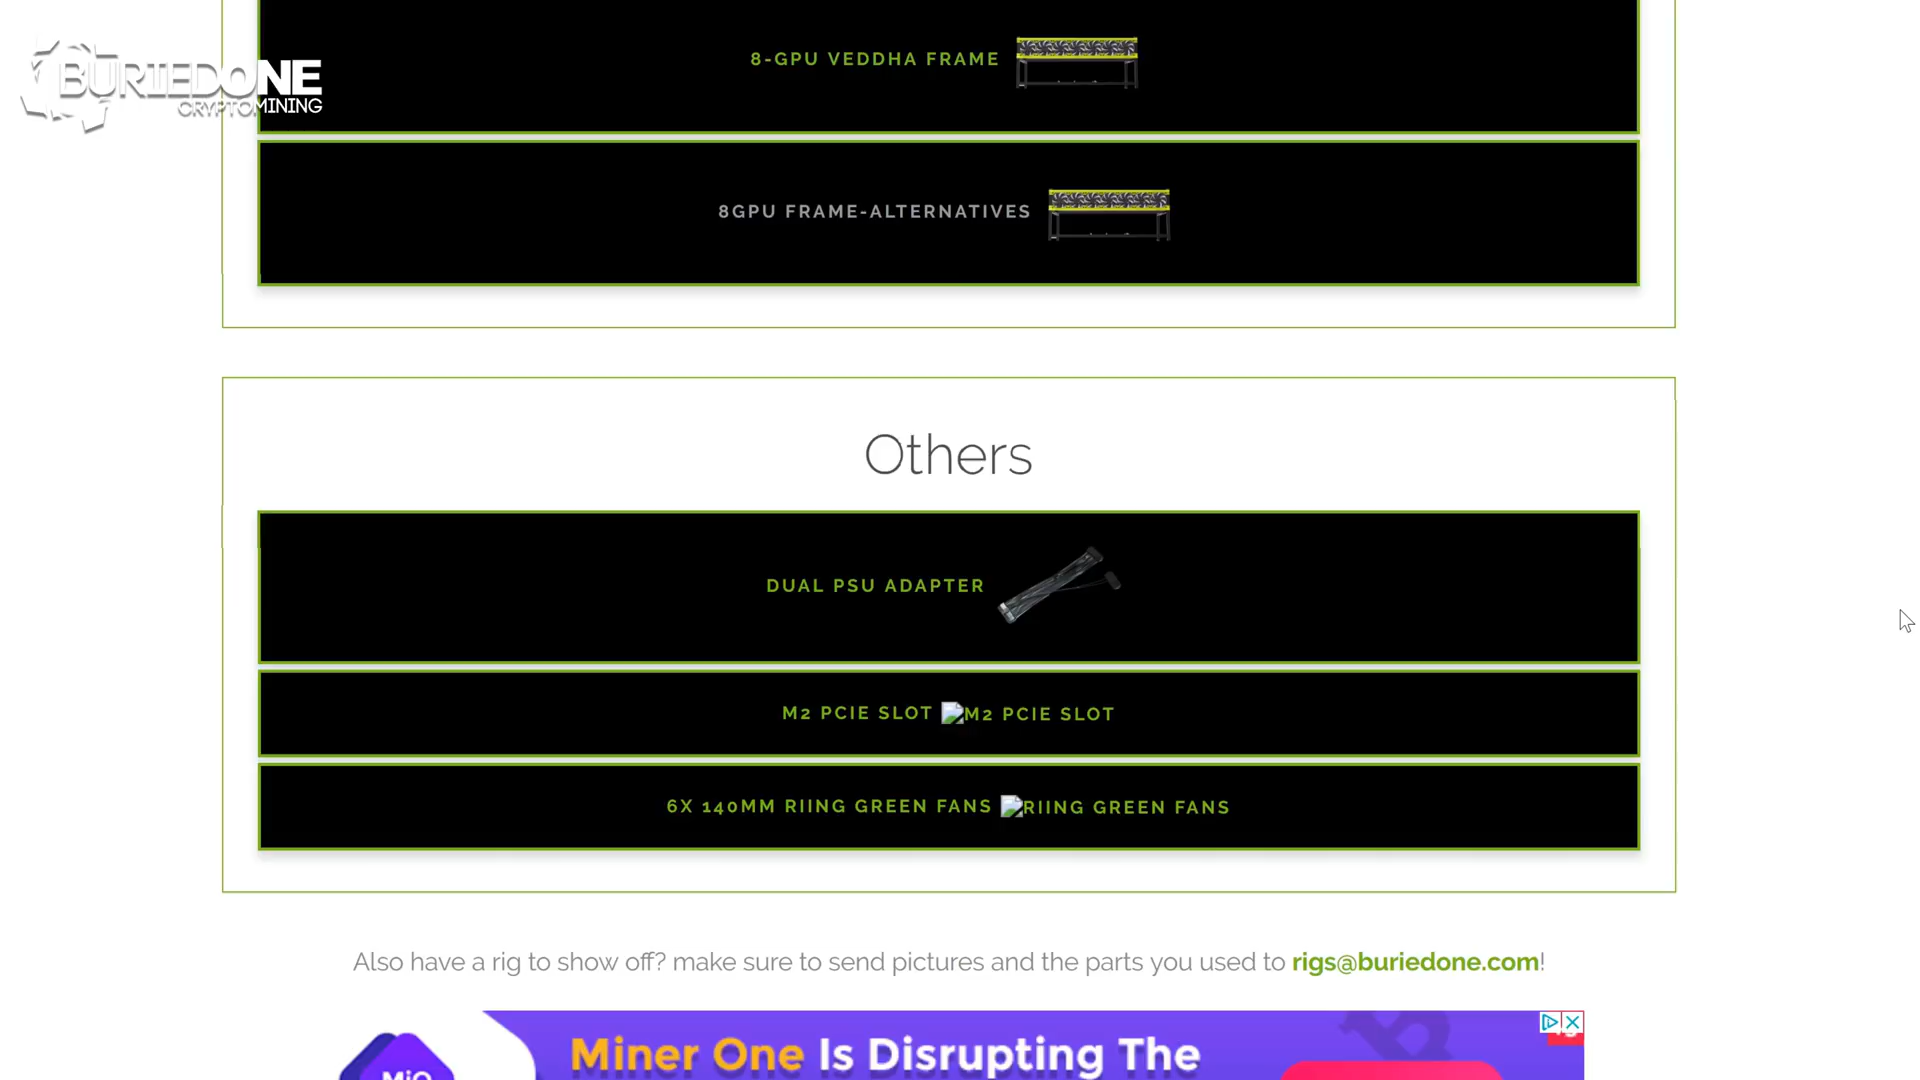 8-GPU VEDDHA FRAME
BURIEDONE
CRYPTOMINING
8GPU FRAME-ALTERNATIVES
Others
DUAL PSU ADAPTER
M2 PCIE SLOT M2 PCIE SLOT
6X 140MM RIING GREEN FANS RIING GREEN FANS
Also have a rig to show off? make sure to send pictures and the parts you used to rigs@buriedone.com!
Miner One Is Disrupting The
MiO